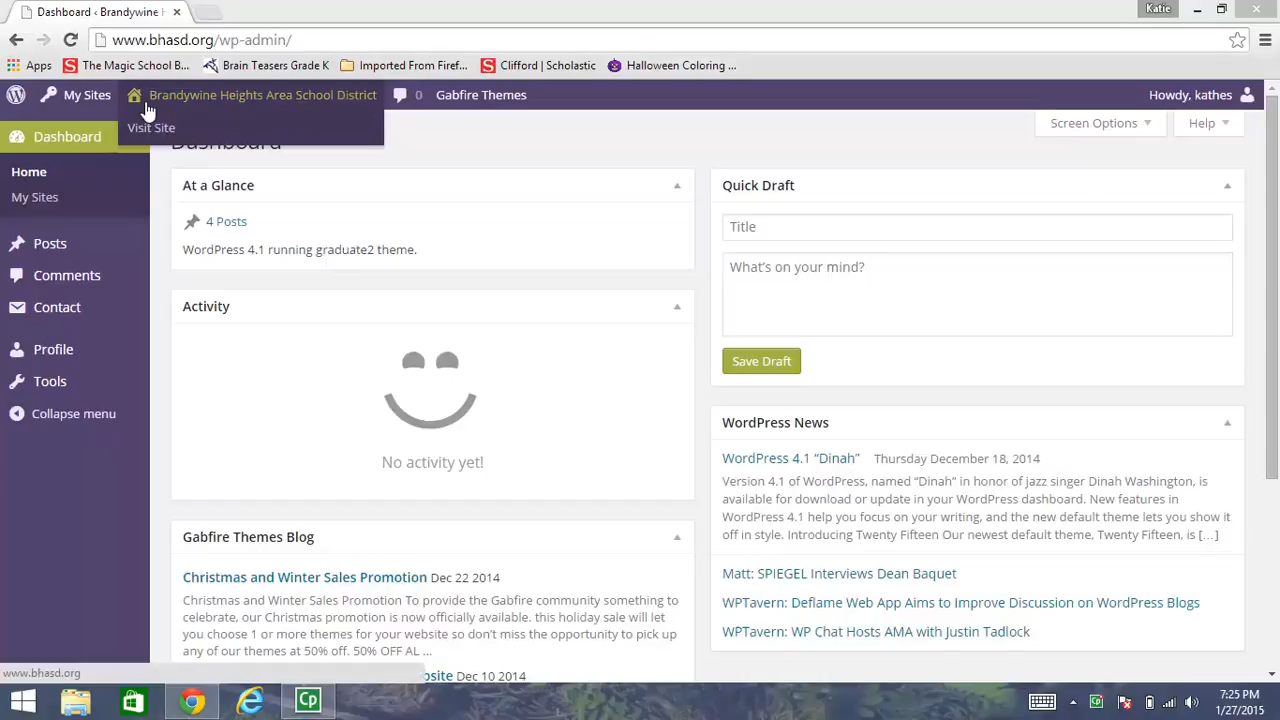 Dashboard ‹ Brandywine H
Katie
www.bhasd.org/wp-admin/
Apps
The Magic School B...
Brain Teasers Grade K
Imported From Firef...
Clifford | Scholastic
Halloween Coloring ...
My Sites
Brandywine Heights Area School District
0
Gabfire Themes
Howdy, kathes
Visit Site
Dashboard
Screen Options
Help
Dashboard
Home
My Sites
Posts
Comments
Contact
Profile
Tools
Collapse menu
At a Glance
4 Posts
WordPress 4.1 running graduate2 theme.
Activity
No activity yet!
Gabfire Themes Blog
Christmas and Winter Sales Promotion Dec 22 2014
Christmas and Winter Sales Promotion To provide the Gabfire community something to
celebrate, our Christmas promotion is now officially available. this holiday sale will let
you choose 1 or more themes for your website so don't miss the opportunity to pick up
any of our themes at 50% off. 50% OFF AL ...
bsite Dec 10 2014
Quick Draft
Title
What's on your mind?
Save Draft
WordPress News
WordPress 4.1 “Dinah” Thursday December 18, 2014
Version 4.1 of WordPress, named “Dinah” in honor of jazz singer Dinah Washington, is
available for download or update in your WordPress dashboard. New features in
WordPress 4.1 help you focus on your writing, and the new default theme lets you show it
off in style. Introducing Twenty Fifteen Our newest default theme, Twenty Fifteen, is […]
Matt: SPIEGEL Interviews Dean Baquet
WPTavern: Deflame Web App Aims to Improve Discussion on WordPress Blogs
WPTavern: WP Chat Hosts AMA with Justin Tadlock
www.bhasd.org
Cp
Cp
7:25 PM
1/27/2015